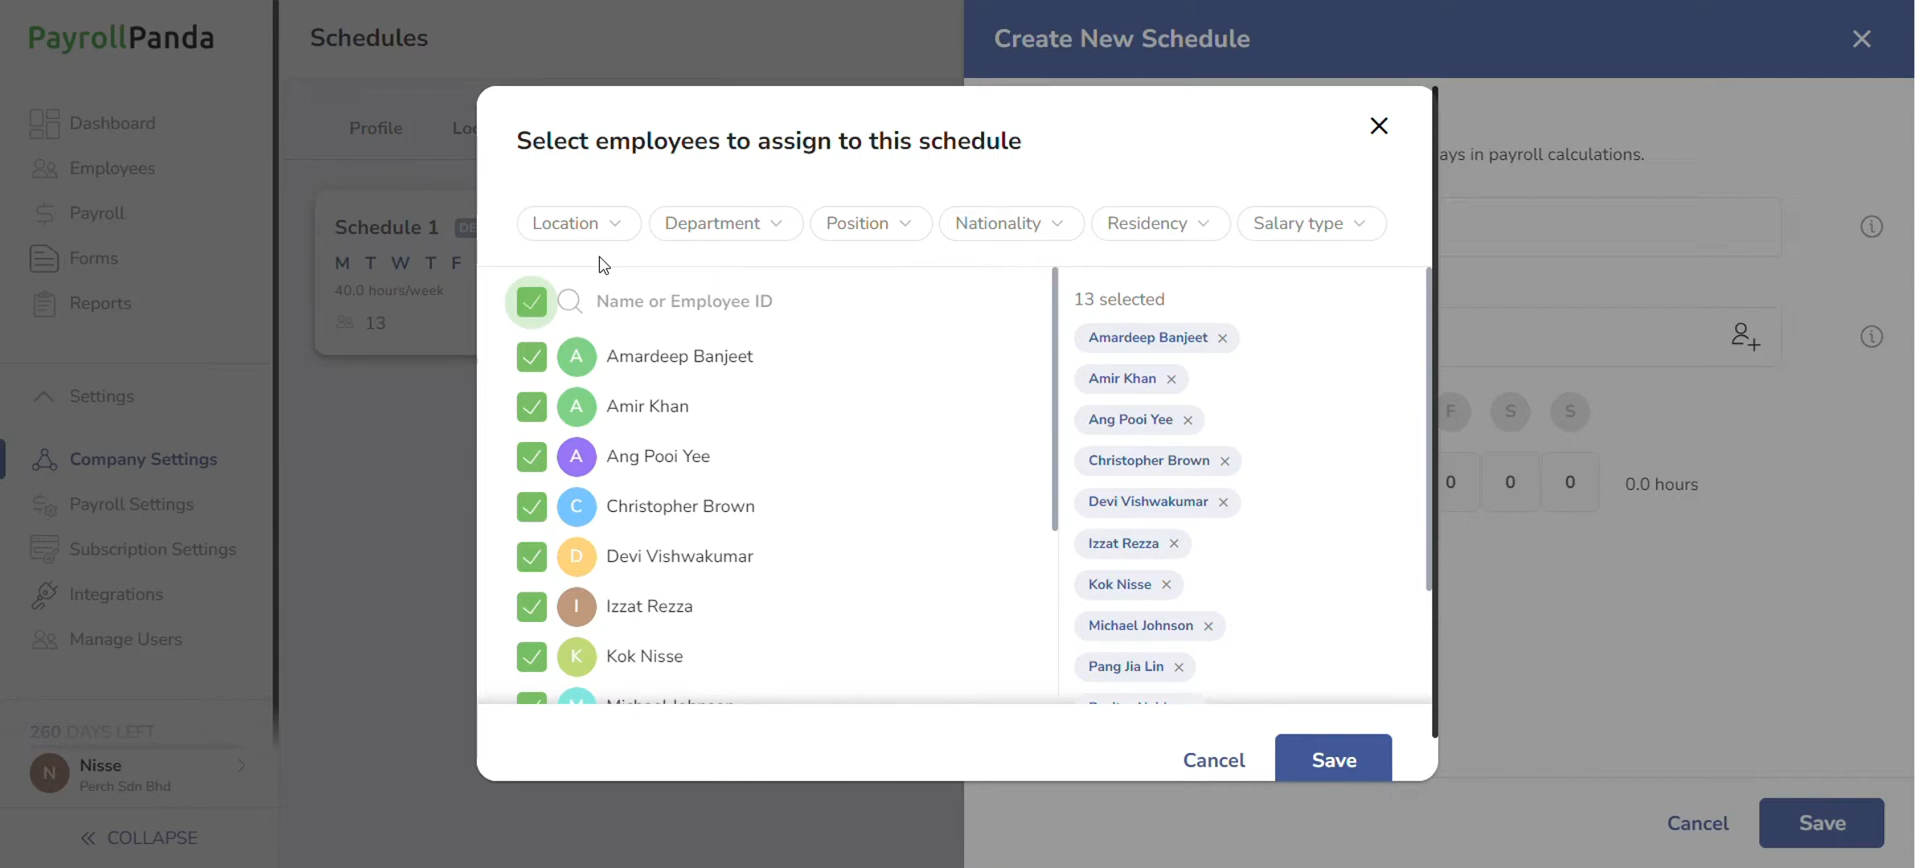 PayrollPanda
Dashboard
Employees
Payroll
Forms
Reports
Settings
Company Settings
Payroll Settings
Subscription Settings
Integrations
Manage Users
260 DAYS LEFT
N
Nisse
Perch Sdn Bhd
COLLAPSE
Schedules
Profile
Schedule 1
M T W T F
40.0 hours/week
13
Create New Schedule
ays in payroll calculations.
F S S
0 0 0 0.0 hours
Cancel Save
Select employees to assign to this schedule
Location Department Position Nationality Residency Salary type
Name or Employee ID
A Amardeep Banjeet
A Amir Khan
A Ang Pooi Yee
C Christopher Brown
D Devi Vishwakumar
I Izzat Rezza
K Kok Nisse
M Michael Johnson
13 selected
Amardeep Banjeet
Amir Khan
Ang Pooi Yee
Christopher Brown
Devi Vishwakumar
Izzat Rezza
Kok Nisse
Michael Johnson
Pang Jia Lin
Cancel Save